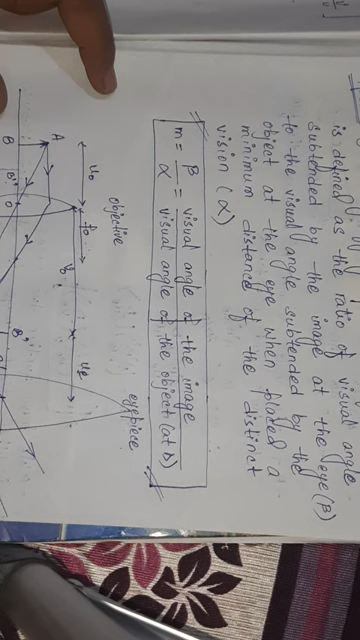 is defined as the ratio of visual angle
subtended by the image at the eye (β)
to the visual angle subtended by the
object at the eye when pladed a
minimum distance of the distinct
vision (α)
m = β/α = visual angle of the image / visual angle of the object (at D)
objective
eyepiece
u₀
f₀
v₀
uₑ
A
B
B"
O
B'